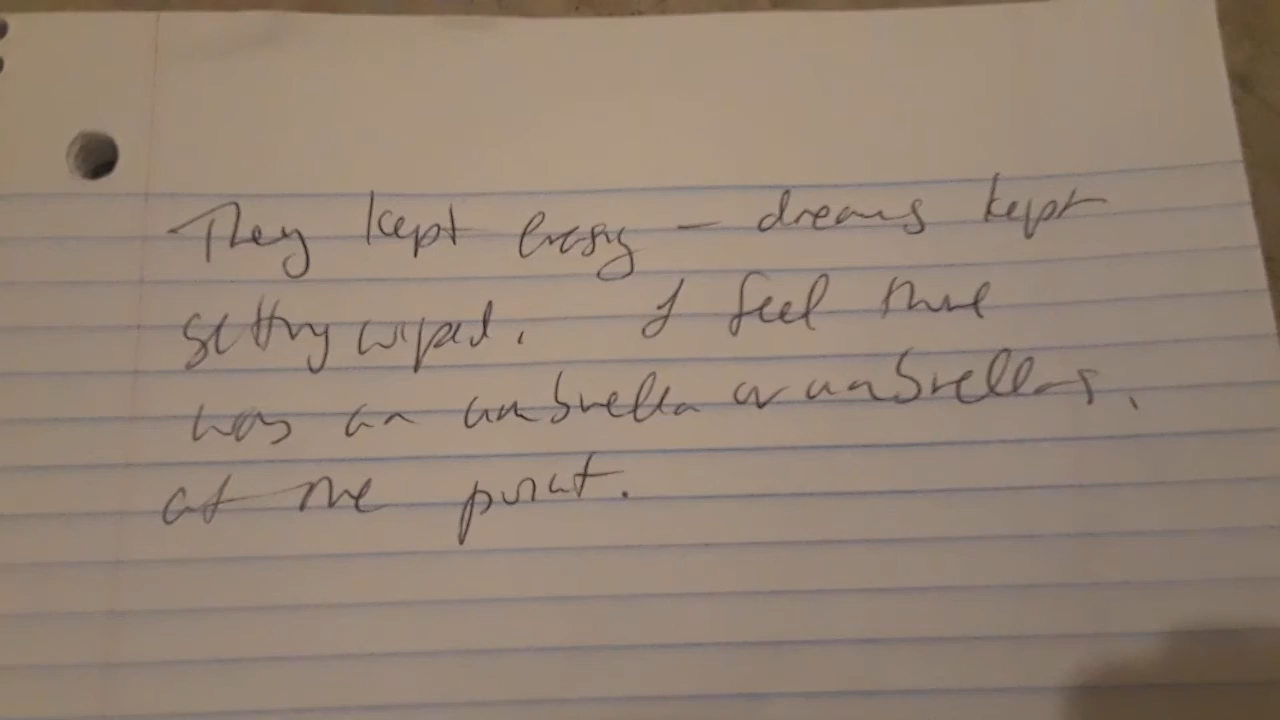 They kept erasing – dreams kept
getting wiped. I feel there
was an umbrella or umbrellas,
at one point.